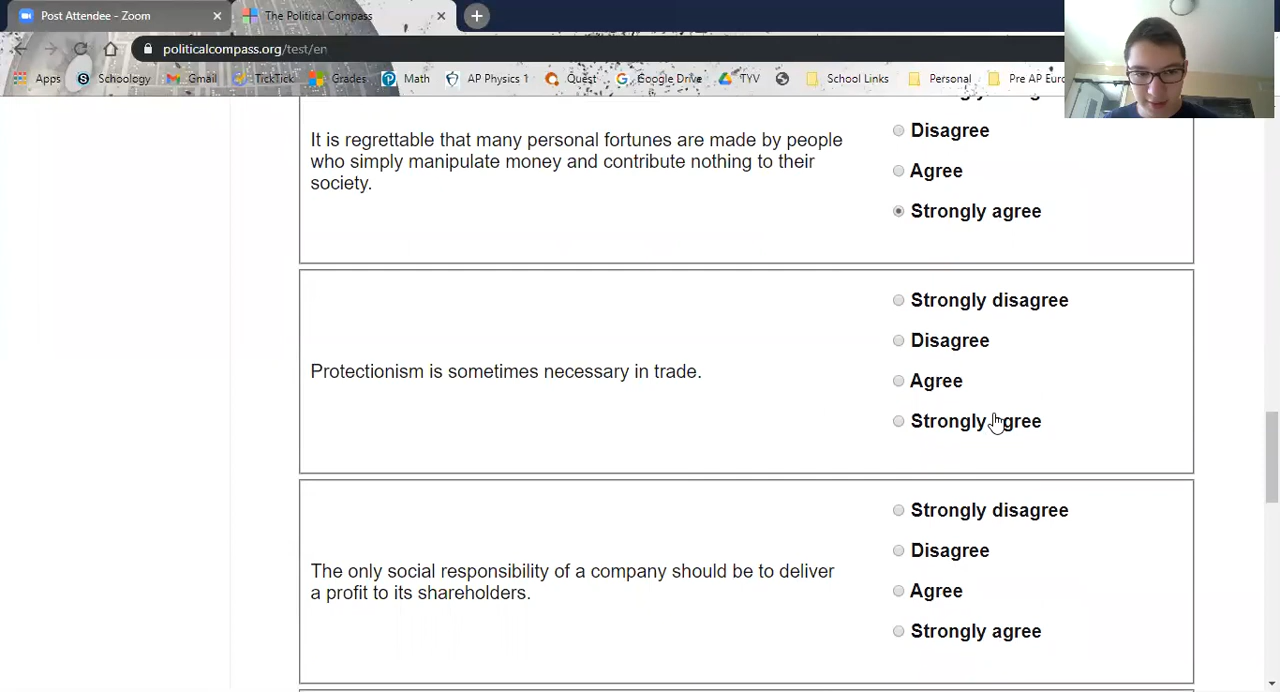 Post Attendee - Zoom
The Political Compass
politicalcompass.org/test/en
Apps Schoology Gmail TickTick Grades Math AP Physics 1 Quest Google Drive TYV School Links Personal Pre AP Euro
It is regrettable that many personal fortunes are made by people
who simply manipulate money and contribute nothing to their
society.
Disagree
Agree
Strongly agree
Protectionism is sometimes necessary in trade.
Strongly disagree
Disagree
Agree
Strongly agree
The only social responsibility of a company should be to deliver
a profit to its shareholders.
Strongly disagree
Disagree
Agree
Strongly agree